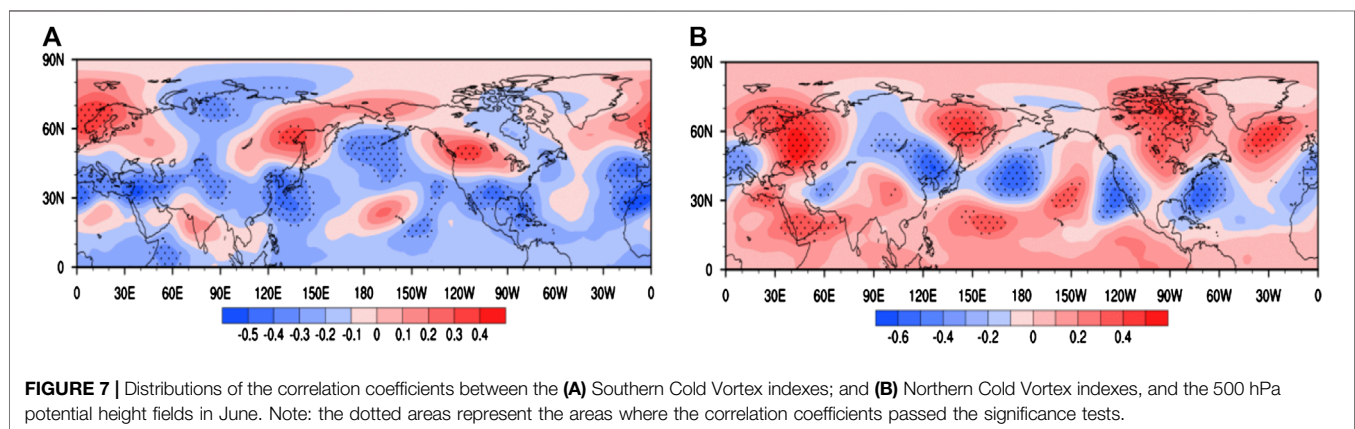 A
B
90N
60N
30N
0
0 30E 60E 90E 120E 150E 180 150W 120W 90W 60W 30W 0
-0.5 -0.4 -0.3 -0.2 -0.1 0 0.1 0.2 0.3 0.4
90N
60N
30N
0
0 30E 60E 90E 120E 150E 180 150W 120W 90W 60W 30W 0
-0.6 -0.4 -0.2 0 0.2 0.4
FIGURE 7 | Distributions of the correlation coefficients between the (A) Southern Cold Vortex indexes; and (B) Northern Cold Vortex indexes, and the 500 hPa
potential height fields in June. Note: the dotted areas represent the areas where the correlation coefficients passed the significance tests.